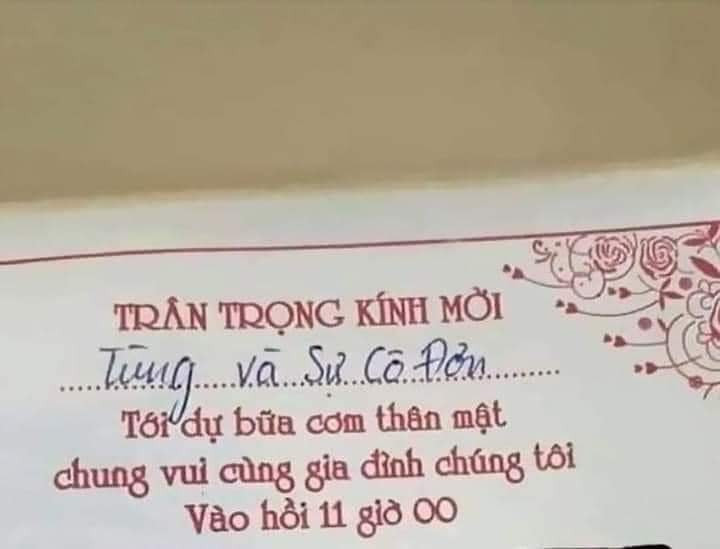 TRÂN TRỌNG KÍNH MỜI
Tùng và Sự Cô Đơn
Tới dự bữa cơm thân mật
chung vui cùng gia đình chúng tôi
Vào hồi 11 giờ 00